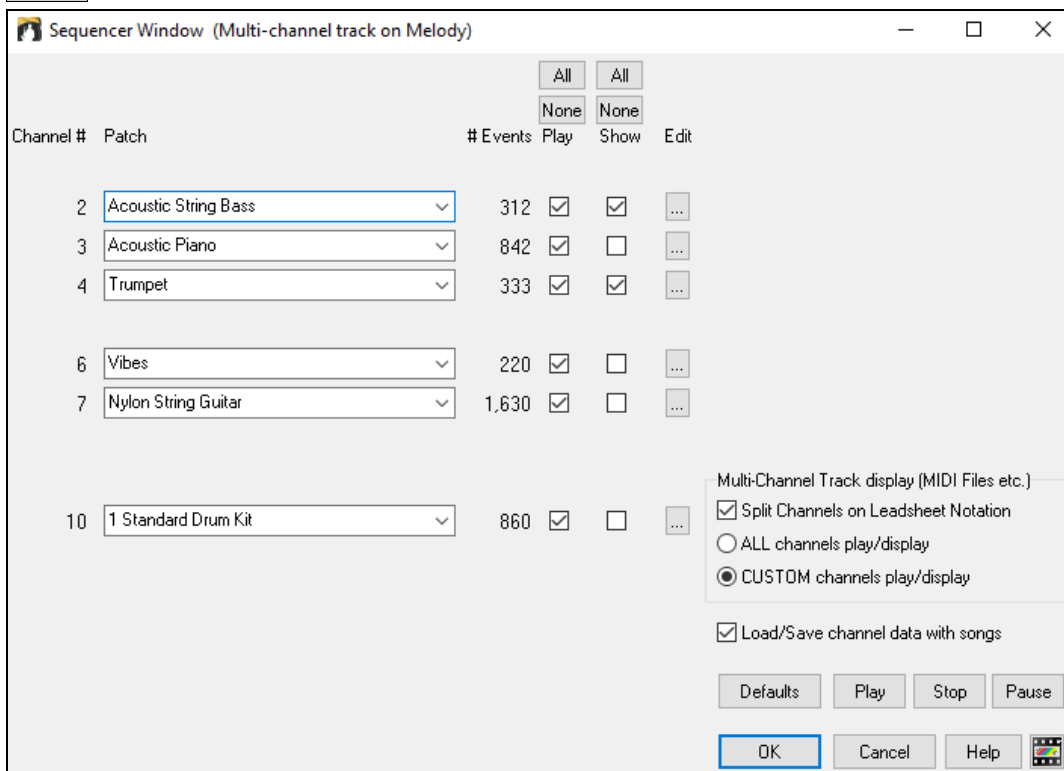 Sequencer Window (Multi-channel track on Melody)
All All
None None
Channel # Patch # Events Play Show Edit
2 Acoustic String Bass 312 ...
3 Acoustic Piano 842 ...
4 Trumpet 333 ...
6 Vibes 220 ...
7 Nylon String Guitar 1,630 ...
Multi-Channel Track display (MIDI Files etc.)
10 1 Standard Drum Kit 860 ... Split Channels on Leadsheet Notation
ALL channels play/display
CUSTOM channels play/display
Load/Save channel data with songs
Defaults Play Stop Pause
OK Cancel Help